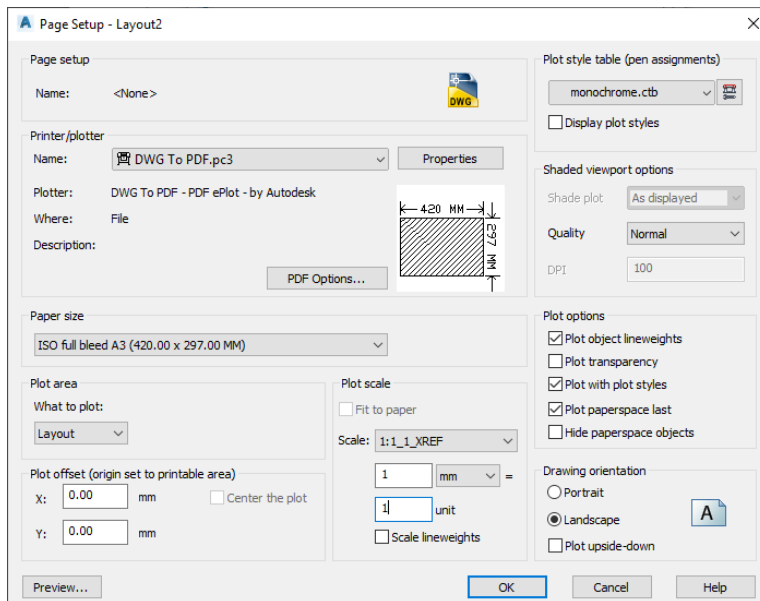 Page Setup - Layout2
Page setup
Name: <None>
DWG
Printer/plotter
Name: DWG To PDF.pc3
Properties
Plotter: DWG To PDF - PDF ePlot - by Autodesk
Where: File
Description:
420 MM
297 MM
PDF Options...
Paper size
ISO full bleed A3 (420.00 x 297.00 MM)
Plot area
What to plot:
Layout
Plot offset (origin set to printable area)
X: 0.00 mm
Center the plot
Y: 0.00 mm
Plot scale
Fit to paper
Scale: 1:1_1_XREF
1 mm =
1 unit
Scale lineweights
Plot style table (pen assignments)
monochrome.ctb
Display plot styles
Shaded viewport options
Shade plot As displayed
Quality Normal
DPI 100
Plot options
Plot object lineweights
Plot transparency
Plot with plot styles
Plot paperspace last
Hide paperspace objects
Drawing orientation
Portrait
Landscape
A
Plot upside-down
Preview...
OK
Cancel
Help